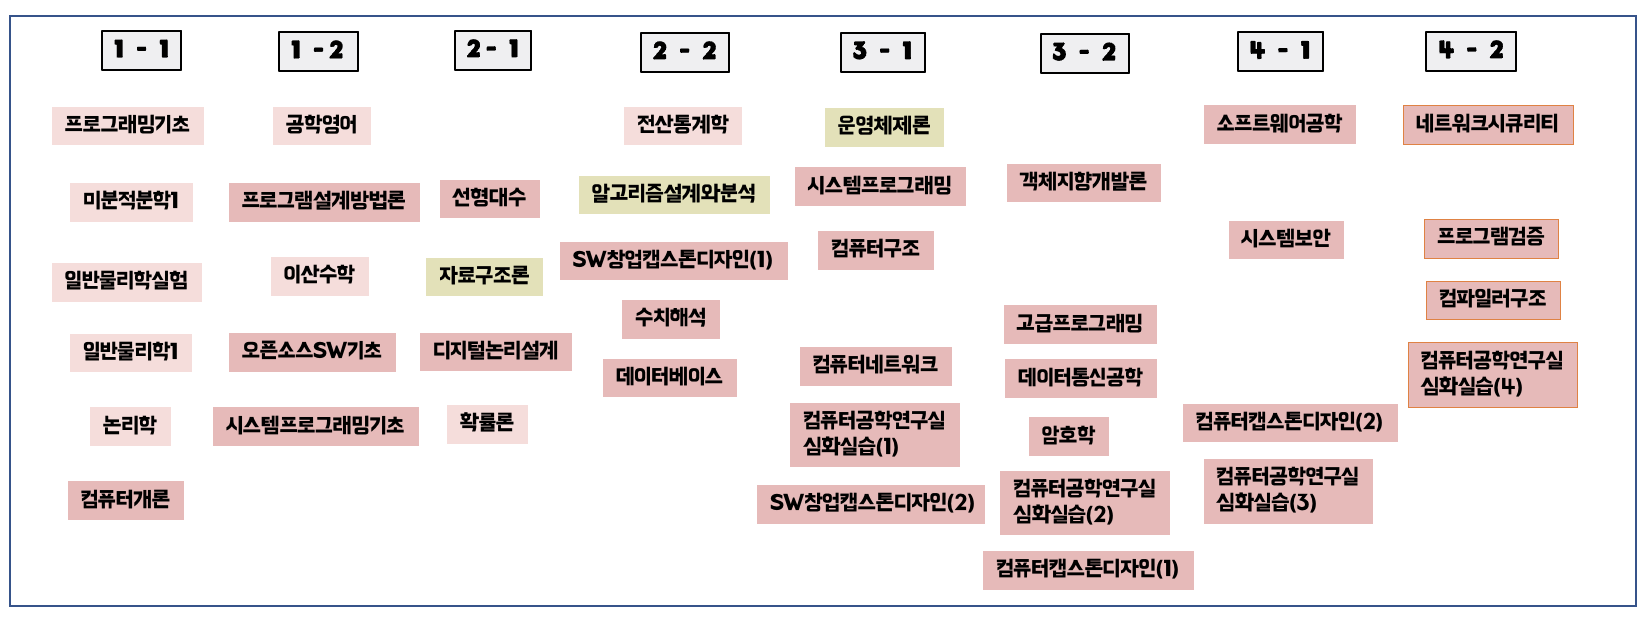 1 - 1
프로그래밍기초
미분적분학1
일반물리학실험
일반물리학1
논리학
컴퓨터개론
1 - 2
공학영어
프로그램설계방법론
이산수학
오픈소스SW기초
시스템프로그래밍기초
2 - 1
선형대수
자료구조론
디지털논리설계
확률론
2 - 2
전산통계학
알고리즘설계와분석
SW창업캡스톤디자인(1)
수치해석
데이터베이스
3 - 1
운영체제론
시스템프로그래밍
컴퓨터구조
컴퓨터네트워크
컴퓨터공학연구실
심화실습(1)
SW창업캡스톤디자인(2)
3 - 2
객체지향개발론
고급프로그래밍
데이터통신공학
암호학
컴퓨터공학연구실
심화실습(2)
컴퓨터캡스톤디자인(1)
4 - 1
소프트웨어공학
시스템보안
컴퓨터캡스톤디자인(2)
컴퓨터공학연구실
심화실습(3)
4 - 2
네트워크시큐리티
프로그램검증
컴파일러구조
컴퓨터공학연구실
심화실습(4)